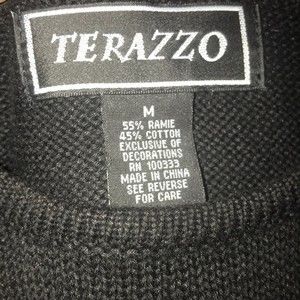 TERAZZO
M
55% RAMIE
45% COTTON
EXCLUSIVE OF
DECORATIONS
RN 100333
MADE IN CHINA
SEE REVERSE
FOR CARE